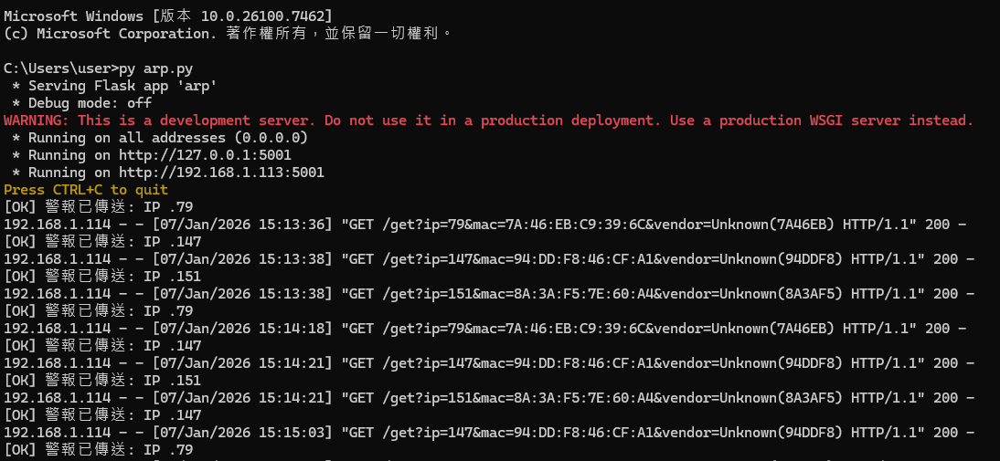 Microsoft Windows [版本 10.0.26100.7462]
(c) Microsoft Corporation. 著作權所有，並保留一切權利。
C:\Users\user>py arp.py
 * Serving Flask app 'arp'
 * Debug mode: off
WARNING: This is a development server. Do not use it in a production deployment. Use a production WSGI server instead.
 * Running on all addresses (0.0.0.0)
 * Running on http://127.0.0.1:5001
 * Running on http://192.168.1.113:5001
Press CTRL+C to quit
[OK] 警報已傳送: IP .79
192.168.1.114 - - [07/Jan/2026 15:13:36] "GET /get?ip=79&mac=7A:46:EB:C9:39:6C&vendor=Unknown(7A46EB) HTTP/1.1" 200 -
[OK] 警報已傳送: IP .147
192.168.1.114 - - [07/Jan/2026 15:13:38] "GET /get?ip=147&mac=94:DD:F8:46:CF:A1&vendor=Unknown(94DDF8) HTTP/1.1" 200 -
[OK] 警報已傳送: IP .151
192.168.1.114 - - [07/Jan/2026 15:13:38] "GET /get?ip=151&mac=8A:3A:F5:7E:60:A4&vendor=Unknown(8A3AF5) HTTP/1.1" 200 -
[OK] 警報已傳送: IP .79
192.168.1.114 - - [07/Jan/2026 15:14:18] "GET /get?ip=79&mac=7A:46:EB:C9:39:6C&vendor=Unknown(7A46EB) HTTP/1.1" 200 -
[OK] 警報已傳送: IP .147
192.168.1.114 - - [07/Jan/2026 15:14:21] "GET /get?ip=147&mac=94:DD:F8:46:CF:A1&vendor=Unknown(94DDF8) HTTP/1.1" 200 -
[OK] 警報已傳送: IP .151
192.168.1.114 - - [07/Jan/2026 15:14:21] "GET /get?ip=151&mac=8A:3A:F5:7E:60:A4&vendor=Unknown(8A3AF5) HTTP/1.1" 200 -
[OK] 警報已傳送: IP .147
192.168.1.114 - - [07/Jan/2026 15:15:03] "GET /get?ip=147&mac=94:DD:F8:46:CF:A1&vendor=Unknown(94DDF8) HTTP/1.1" 200 -
[OK] 警報已傳送: IP .79